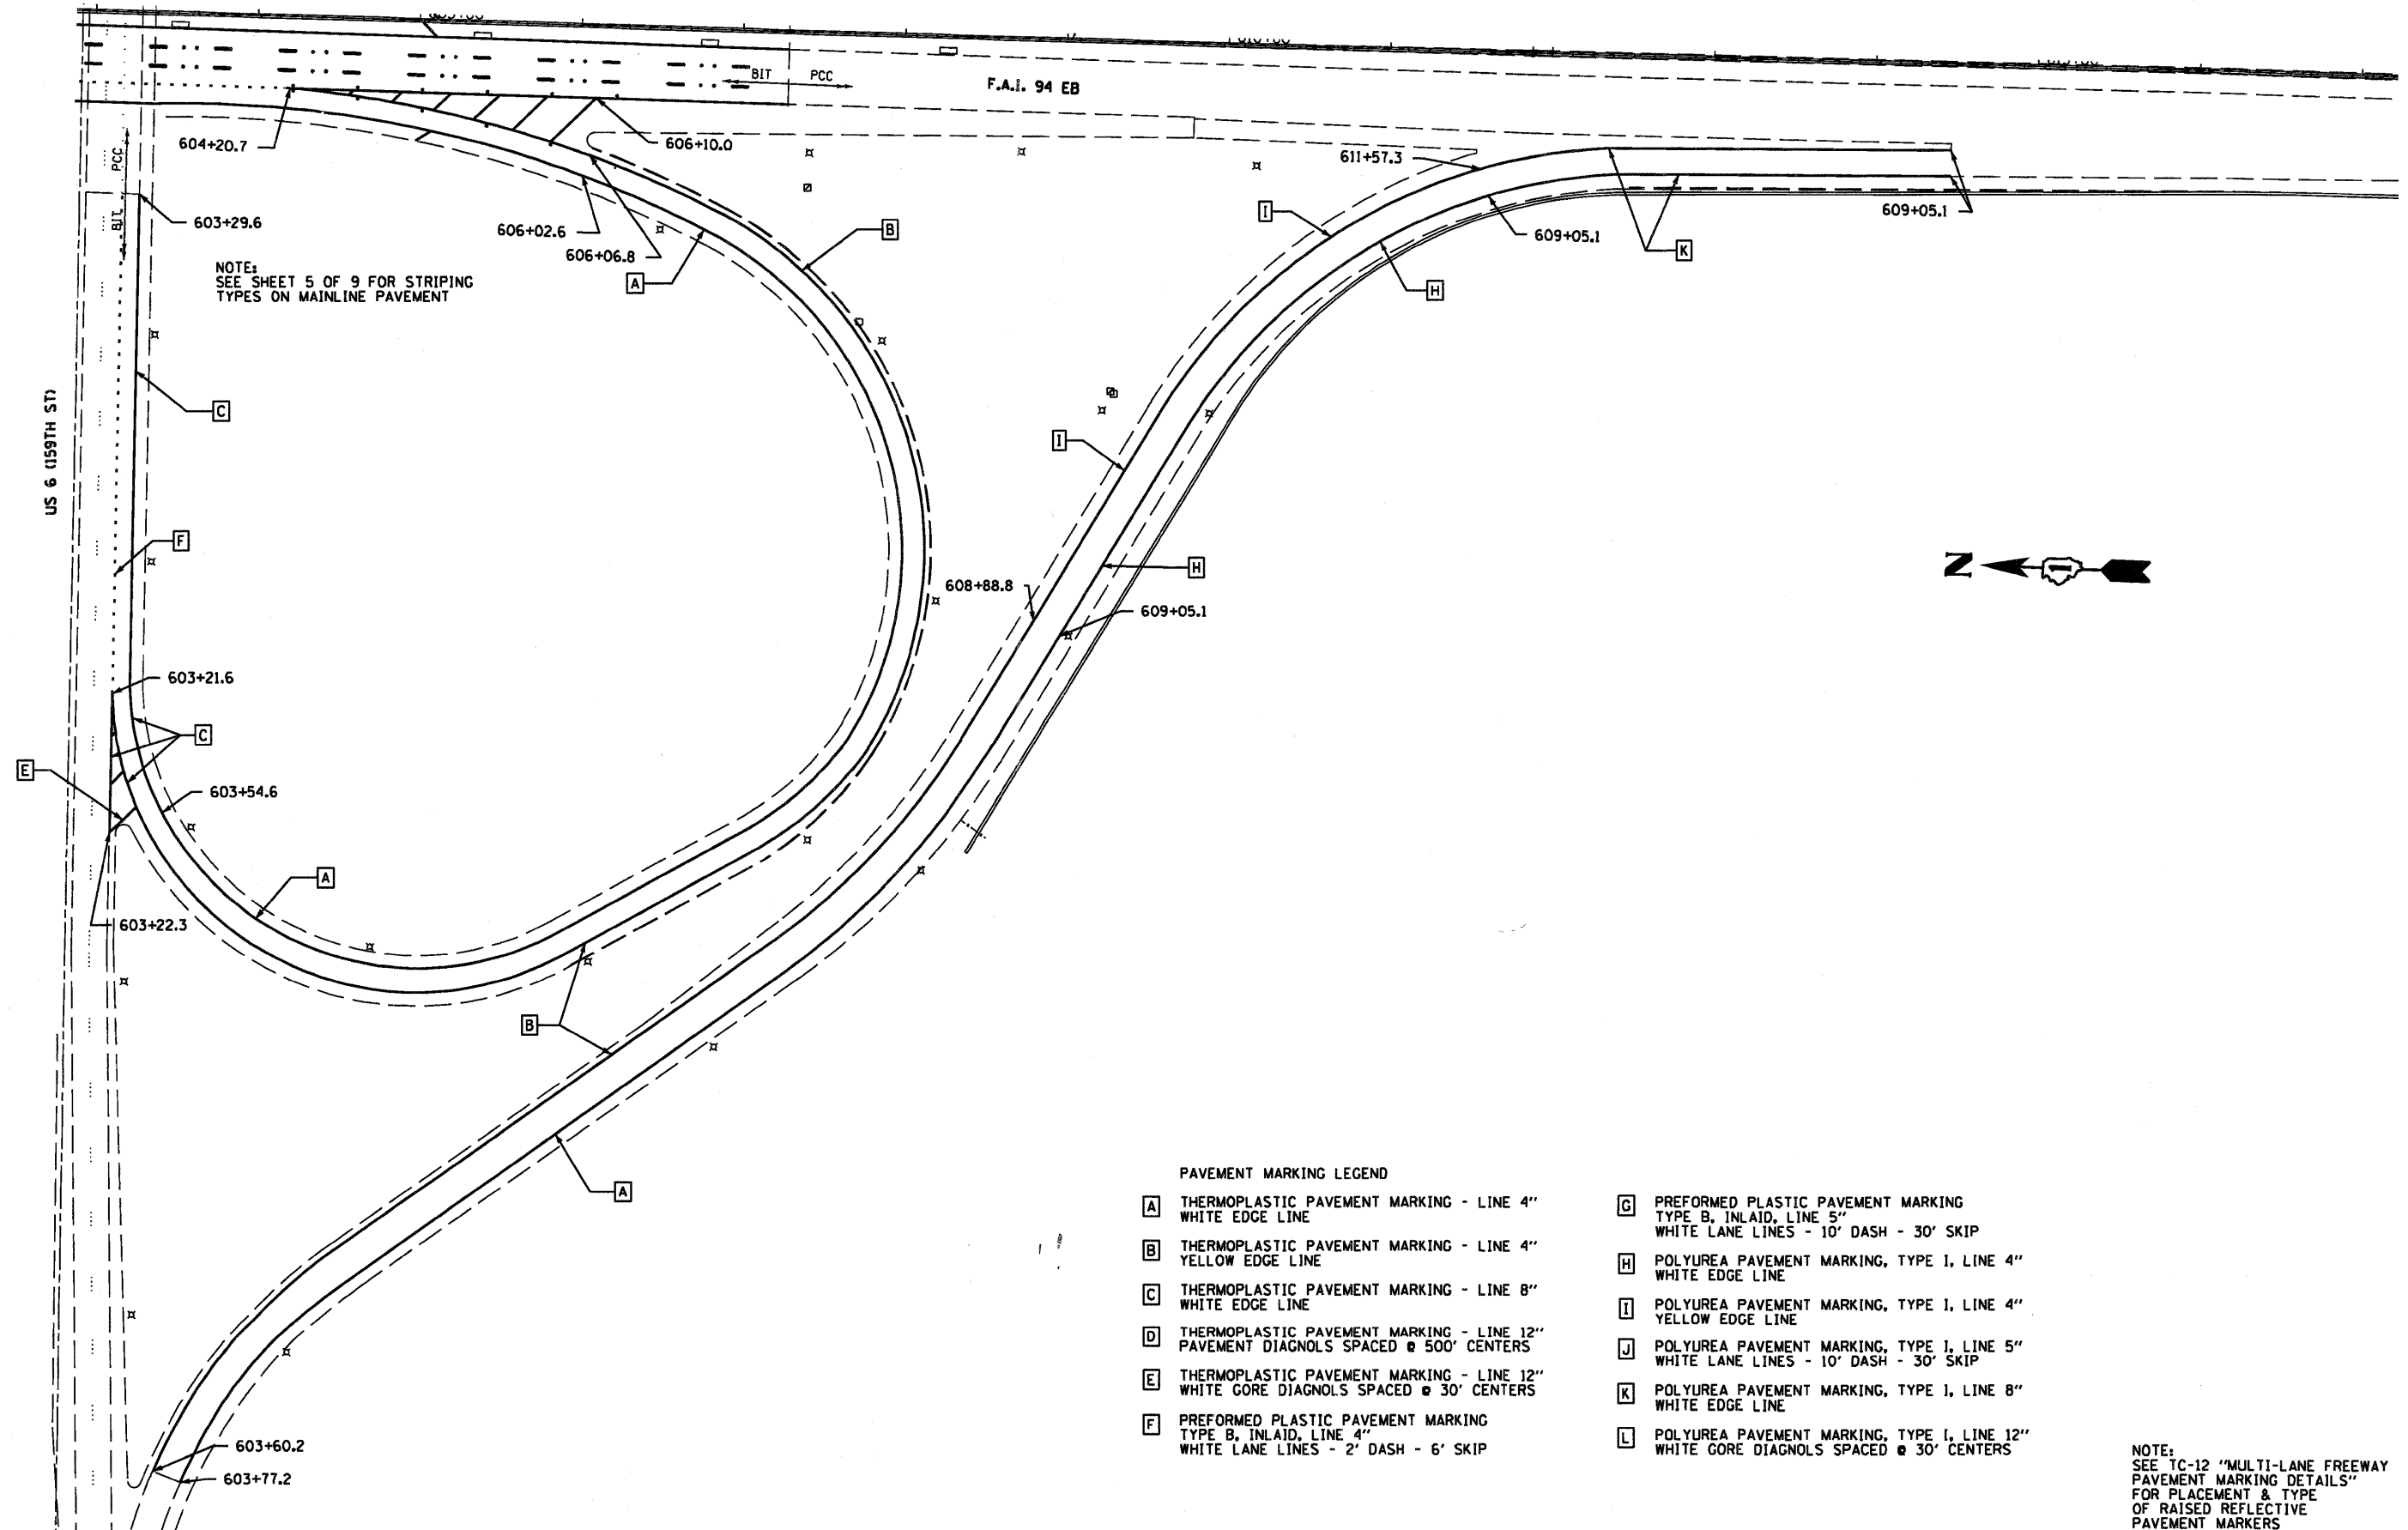 BIT
PCC
F.A.I. 94 EB
604+20.7
606+10.0
611+57.3
PCC
BIT
603+29.6
606+02.6
606+06.8
B
A
I
609+05.1
609+05.1
K
H
NOTE:
SEE SHEET 5 OF 9 FOR STRIPING
TYPES ON MAINLINE PAVEMENT
US 6 (159TH ST)
C
I
F
H
608+88.8
609+05.1
N
603+21.6
C
E
603+54.6
A
603+22.3
B
A
603+60.2
603+77.2
PAVEMENT MARKING LEGEND
A THERMOPLASTIC PAVEMENT MARKING - LINE 4"
WHITE EDGE LINE
B THERMOPLASTIC PAVEMENT MARKING - LINE 4"
YELLOW EDGE LINE
C THERMOPLASTIC PAVEMENT MARKING - LINE 8"
WHITE EDGE LINE
D THERMOPLASTIC PAVEMENT MARKING - LINE 12"
PAVEMENT DIAGNOLS SPACED @ 500' CENTERS
E THERMOPLASTIC PAVEMENT MARKING - LINE 12"
WHITE GORE DIAGNOLS SPACED @ 30' CENTERS
F PREFORMED PLASTIC PAVEMENT MARKING
TYPE B, INLAID, LINE 4"
WHITE LANE LINES - 2' DASH - 6' SKIP
G PREFORMED PLASTIC PAVEMENT MARKING
TYPE B, INLAID, LINE 5"
WHITE LANE LINES - 10' DASH - 30' SKIP
H POLYUREA PAVEMENT MARKING, TYPE I, LINE 4"
WHITE EDGE LINE
I POLYUREA PAVEMENT MARKING, TYPE I, LINE 4"
YELLOW EDGE LINE
J POLYUREA PAVEMENT MARKING, TYPE I, LINE 5"
WHITE LANE LINES - 10' DASH - 30' SKIP
K POLYUREA PAVEMENT MARKING, TYPE I, LINE 8"
WHITE EDGE LINE
L POLYUREA PAVEMENT MARKING, TYPE I, LINE 12"
WHITE GORE DIAGNOLS SPACED @ 30' CENTERS
NOTE:
SEE TC-12 "MULTI-LANE FREEWAY
PAVEMENT MARKING DETAILS"
FOR PLACEMENT & TYPE
OF RAISED REFLECTIVE
PAVEMENT MARKERS